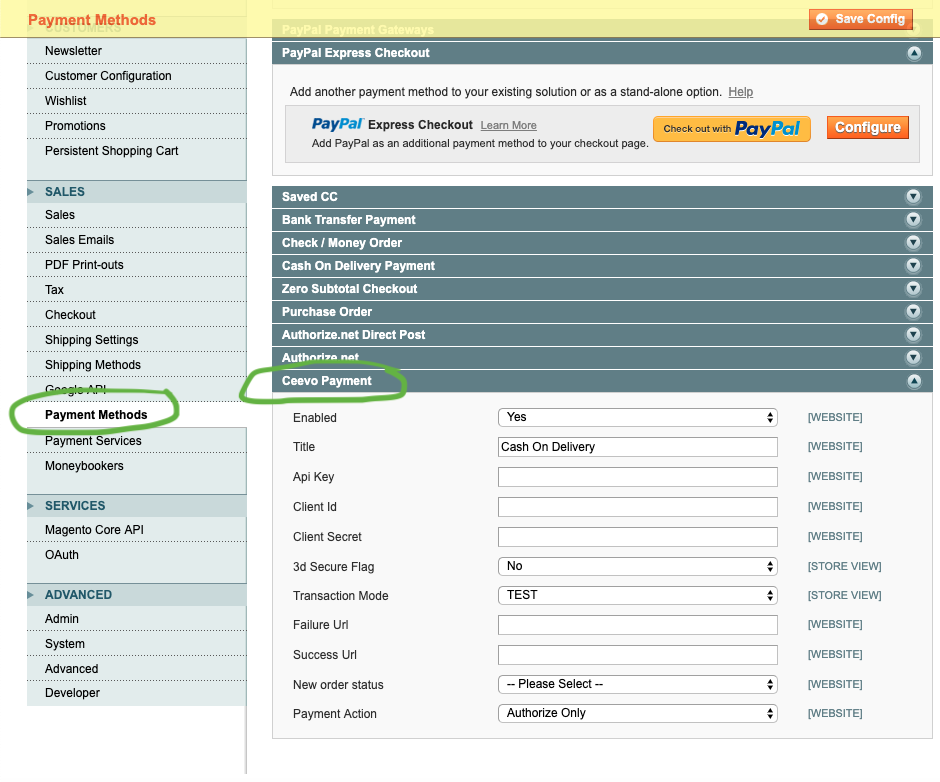 Payment Methods
Save Config
CUSTOMERS
Newsletter
Customer Configuration
Wishlist
Promotions
Persistent Shopping Cart
SALES
Sales
Sales Emails
PDF Print-outs
Tax
Checkout
Shipping Settings
Shipping Methods
Google API
Payment Methods
Payment Services
Moneybookers
SERVICES
Magento Core API
OAuth
ADVANCED
Admin
System
Advanced
Developer
PayPal Payment Gateways
PayPal Express Checkout
Add another payment method to your existing solution or as a stand-alone option. Help
PayPal Express Checkout Learn More
Add PayPal as an additional payment method to your checkout page.
Check out with PayPal
Configure
Saved CC
Bank Transfer Payment
Check / Money Order
Cash On Delivery Payment
Zero Subtotal Checkout
Purchase Order
Authorize.net Direct Post
Authorize.net
Ceevo Payment
Enabled Yes [WEBSITE]
Title Cash On Delivery [WEBSITE]
Api Key [WEBSITE]
Client Id [WEBSITE]
Client Secret [WEBSITE]
3d Secure Flag No [STORE VIEW]
Transaction Mode TEST [STORE VIEW]
Failure Url [WEBSITE]
Success Url [WEBSITE]
New order status -- Please Select -- [WEBSITE]
Payment Action Authorize Only [WEBSITE]